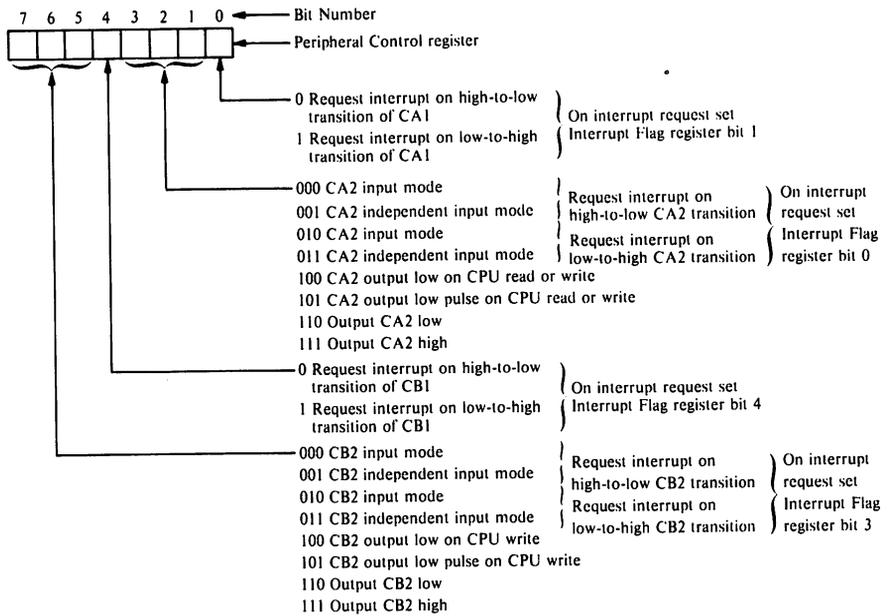 7 6 5 4 3 2 1 0 Bit Number
Peripheral Control register
0 Request interrupt on high-to-low
transition of CA1
1 Request interrupt on low-to-high
transition of CA1
On interrupt request set
Interrupt Flag register bit 1
000 CA2 input mode
001 CA2 independent input mode
010 CA2 input mode
011 CA2 independent input mode
100 CA2 output low on CPU read or write
101 CA2 output low pulse on CPU read or write
110 Output CA2 low
111 Output CA2 high
Request interrupt on
high-to-low CA2 transition
Request interrupt on
low-to-high CA2 transition
On interrupt
request set
Interrupt Flag
register bit 0
0 Request interrupt on high-to-low
transition of CB1
1 Request interrupt on low-to-high
transition of CB1
On interrupt request set
Interrupt Flag register bit 4
000 CB2 input mode
001 CB2 independent input mode
010 CB2 input mode
011 CB2 independent input mode
100 CB2 output low on CPU write
101 CB2 output low pulse on CPU write
110 Output CB2 low
111 Output CB2 high
Request interrupt on
high-to-low CB2 transition
Request interrupt on
low-to-high CB2 transition
On interrupt
request set
Interrupt Flag
register bit 3